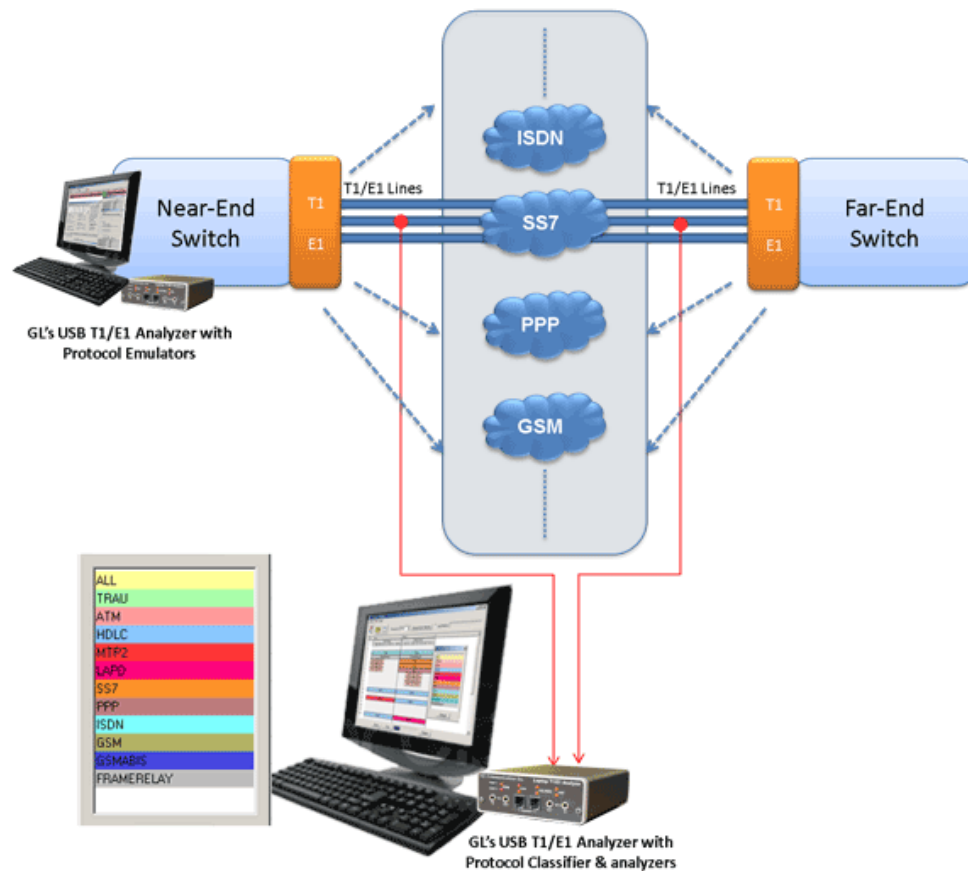 ISDN
T1/E1 Lines
T1/E1 Lines
Near-End
Switch
T1
E1
SS7
T1
E1
Far-End
Switch
PPP
GL's USB T1/E1 Analyzer with
Protocol Emulators
GSM
ALL
TRAU
ATM
HDLC
MTP2
LAPD
SS7
PPP
ISDN
GSM
GSMABIS
FRAMERELAY
GL's USB T1/E1 Analyzer with
Protocol Classifier & analyzers